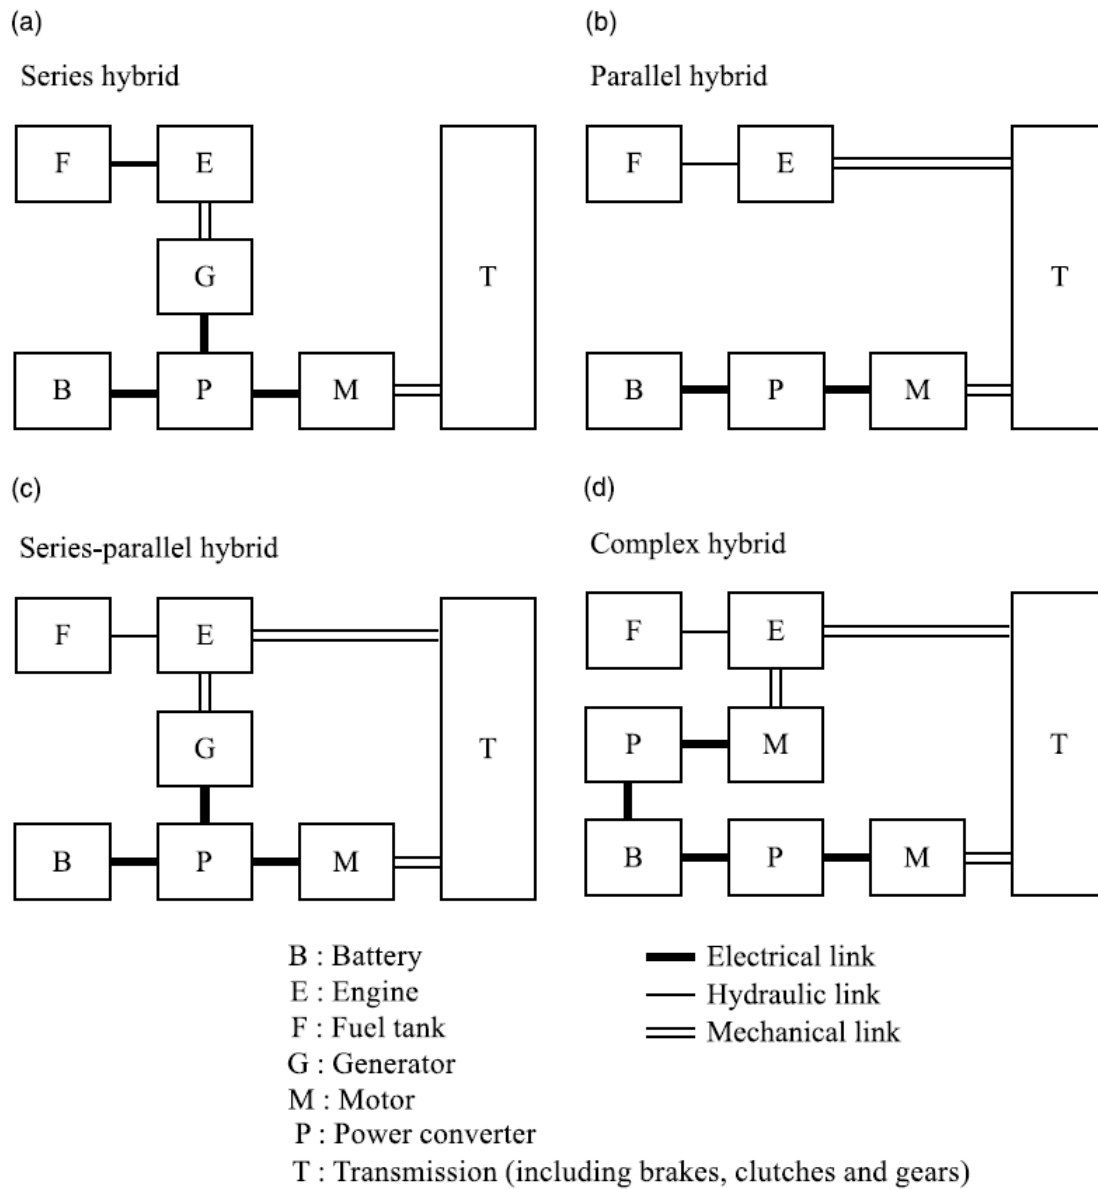 (a)
Series hybrid
F
E
G
T
B
P
M
(b)
Parallel hybrid
F
E
T
B
P
M
(c)
Series-parallel hybrid
F
E
G
T
B
P
M
(d)
Complex hybrid
F
E
P
M
T
B
P
M
B : Battery
E : Engine
F : Fuel tank
G : Generator
M : Motor
P : Power converter
T : Transmission (including brakes, clutches and gears)
Electrical link
Hydraulic link
Mechanical link